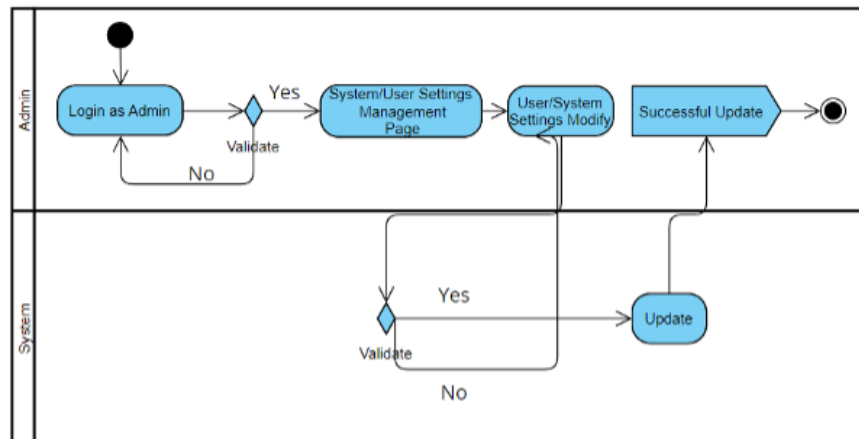 Admin
Login as Admin
Validate
Yes
No
System/User Settings
Management
Page
User/System
Settings Modify
Successful Update
System
Validate
Yes
No
Update